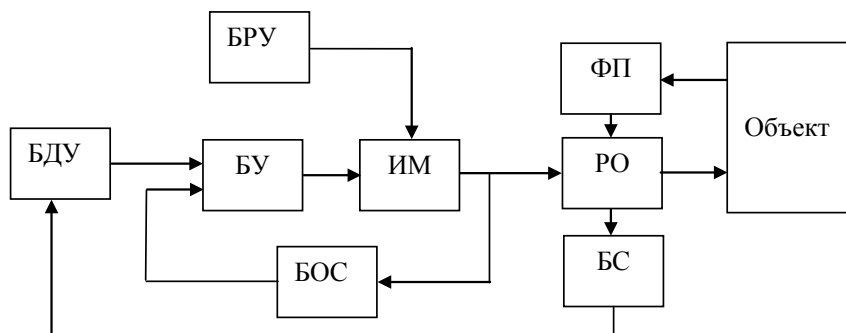 БРУ
ФП
Объект
БДУ
БУ
ИМ
РО
БОС
БС